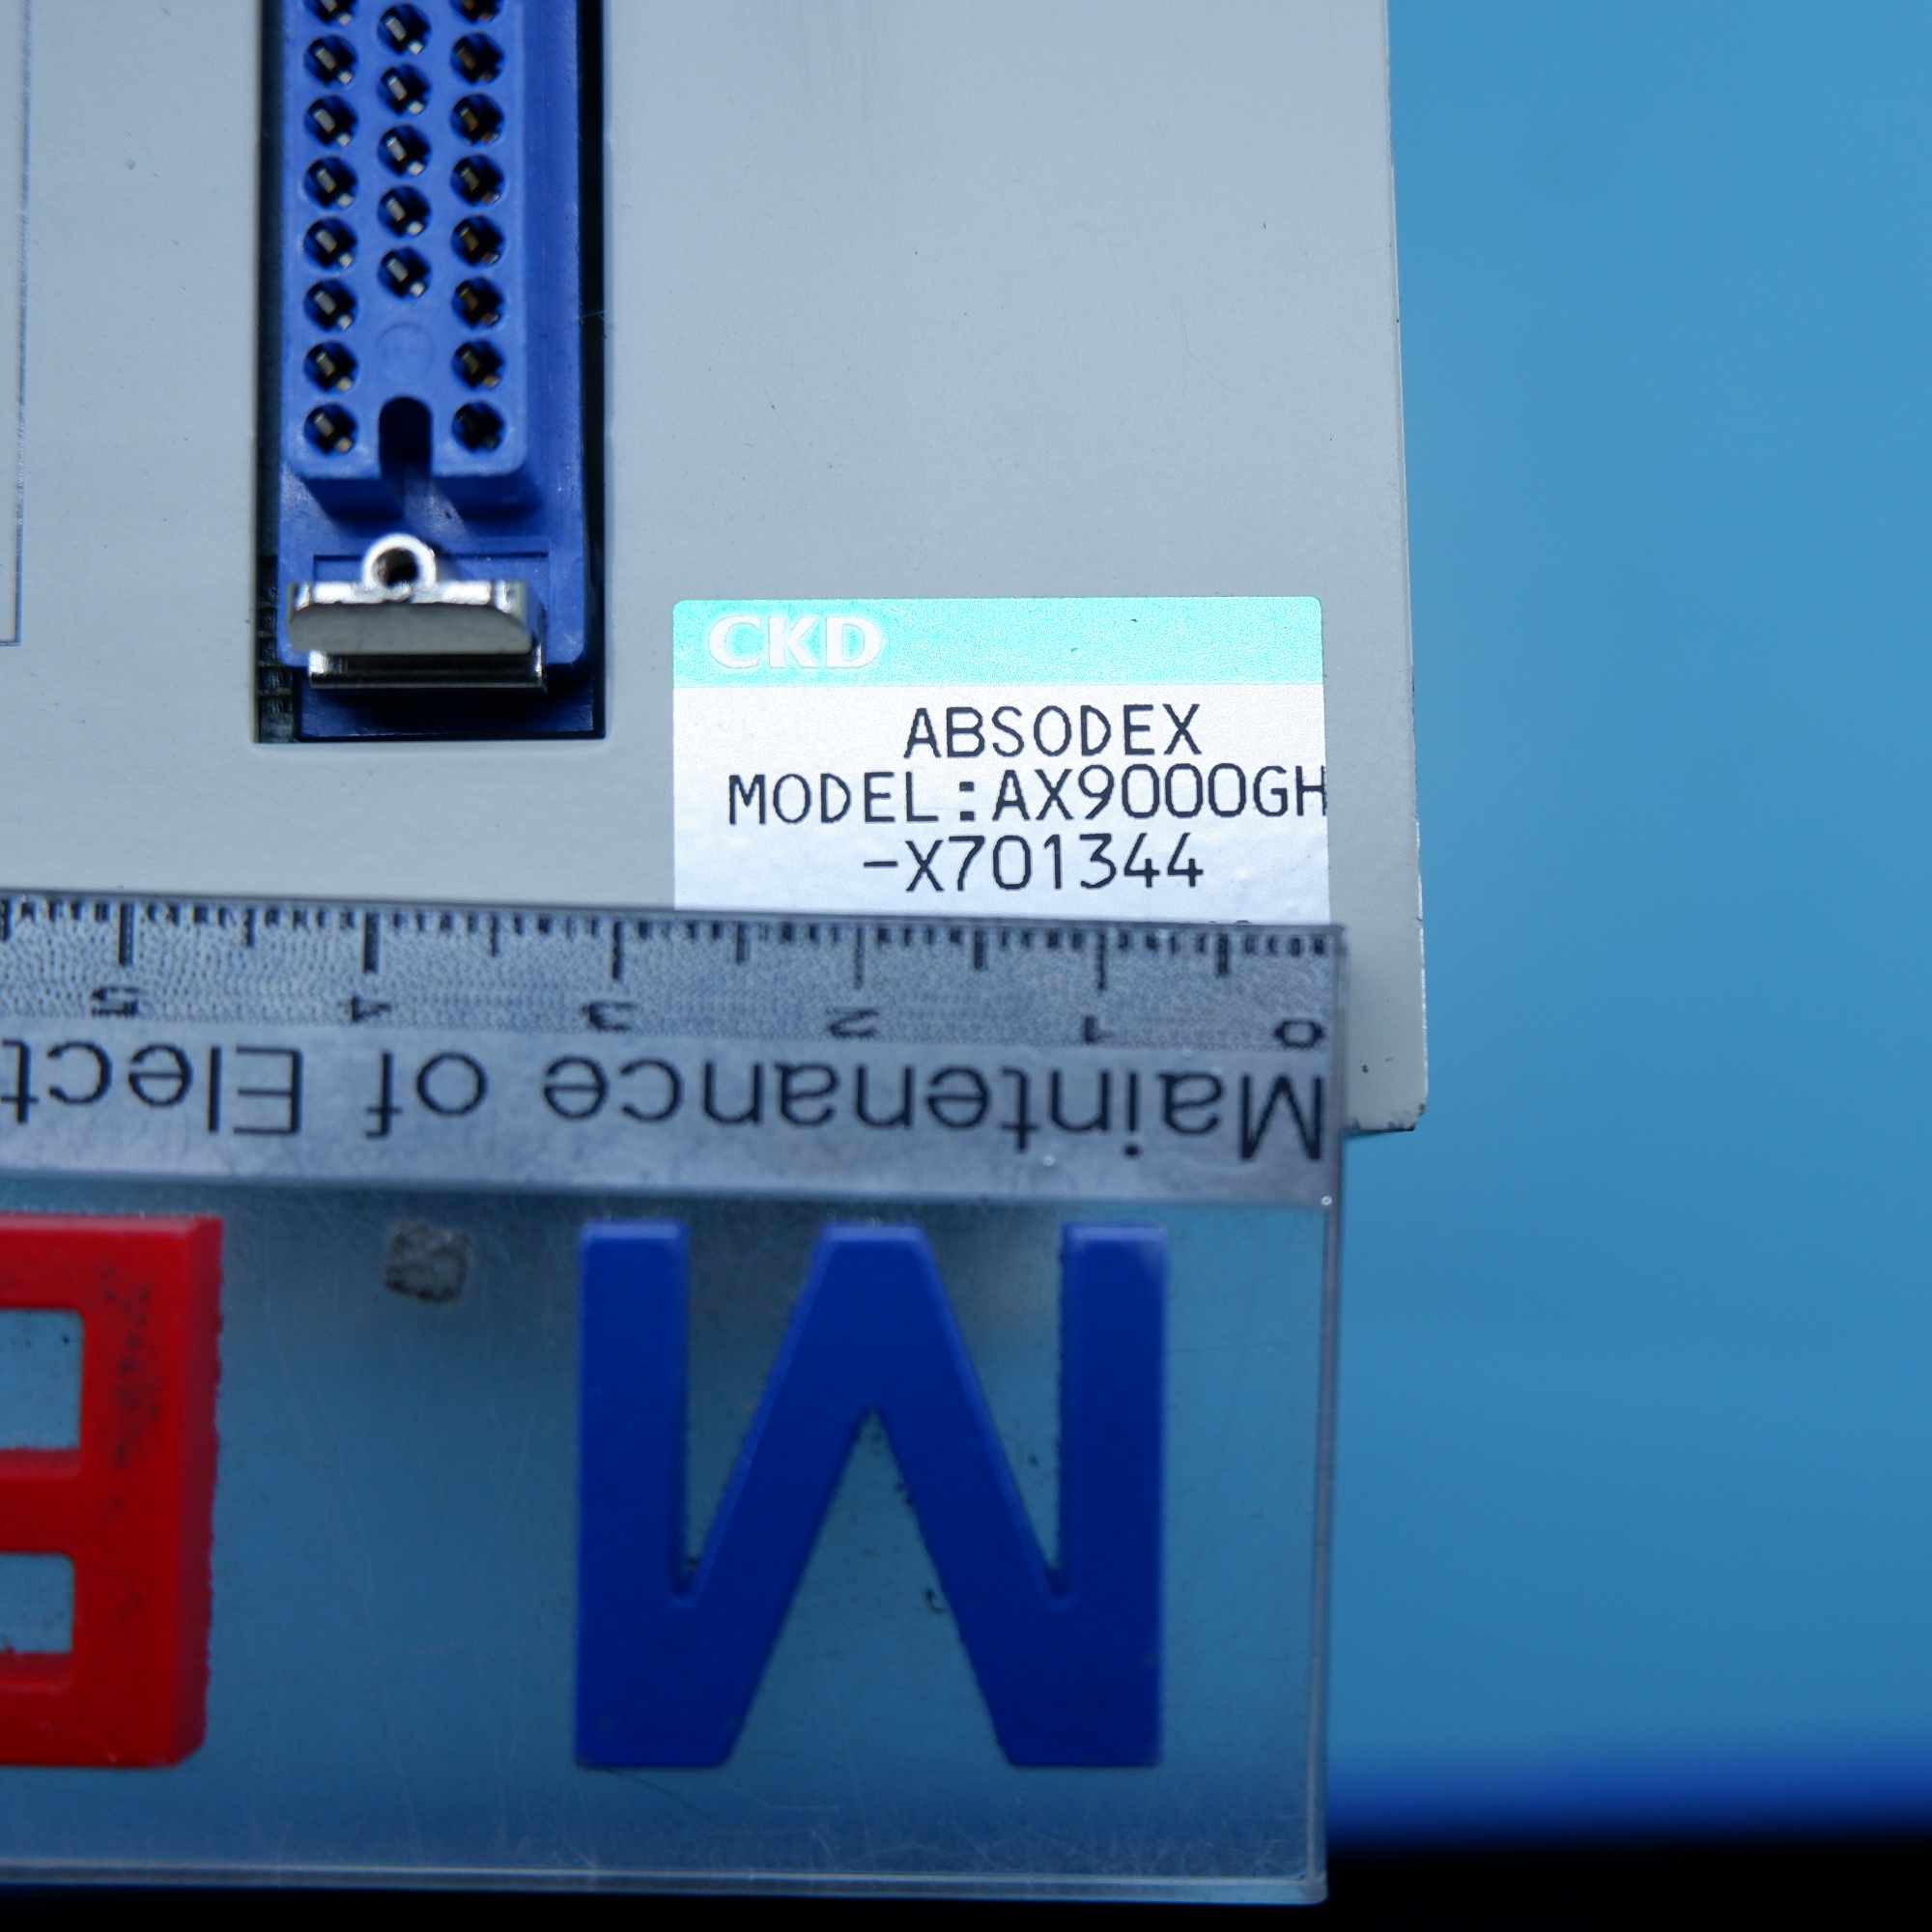 CKD
ABSODEX
MODEL:AX9000GH
-X701344
5 4 3 2 1 0
Maintenance of Elect
M